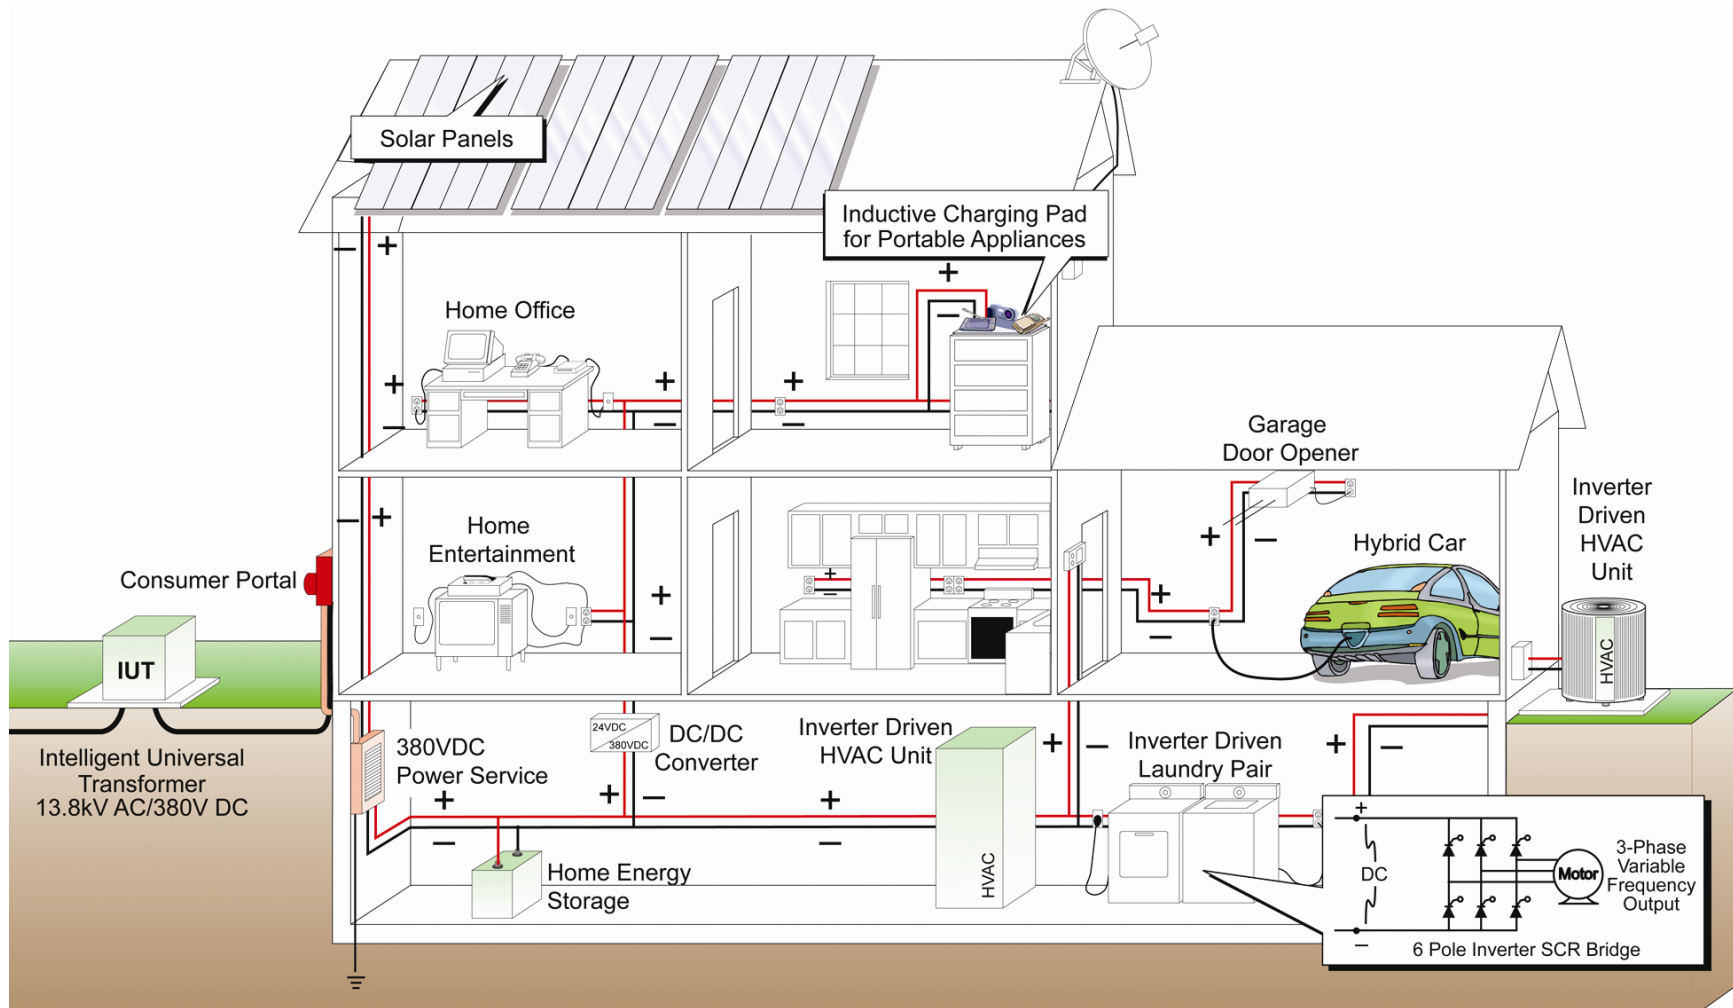 Solar Panels
Inductive Charging Pad
for Portable Appliances
−
+
+
−
Home Office
+
−
+
−
+
−
Garage
Door Opener
Inverter
Driven
HVAC
Unit
−
+
Home
Entertainment
+
−
+
−
+
−
Hybrid Car
+
−
Consumer Portal
IUT
HVAC
Intelligent Universal
Transformer
13.8kV AC/380V DC
380VDC
Power Service
24VDC
380VDC
DC/DC
Converter
Inverter Driven
HVAC Unit
+
−
Inverter Driven
Laundry Pair
+
−
+
−
+
−
+
−
Home Energy
Storage
HVAC
+
DC
−
Motor
3-Phase
Variable
Frequency
Output
6 Pole Inverter SCR Bridge